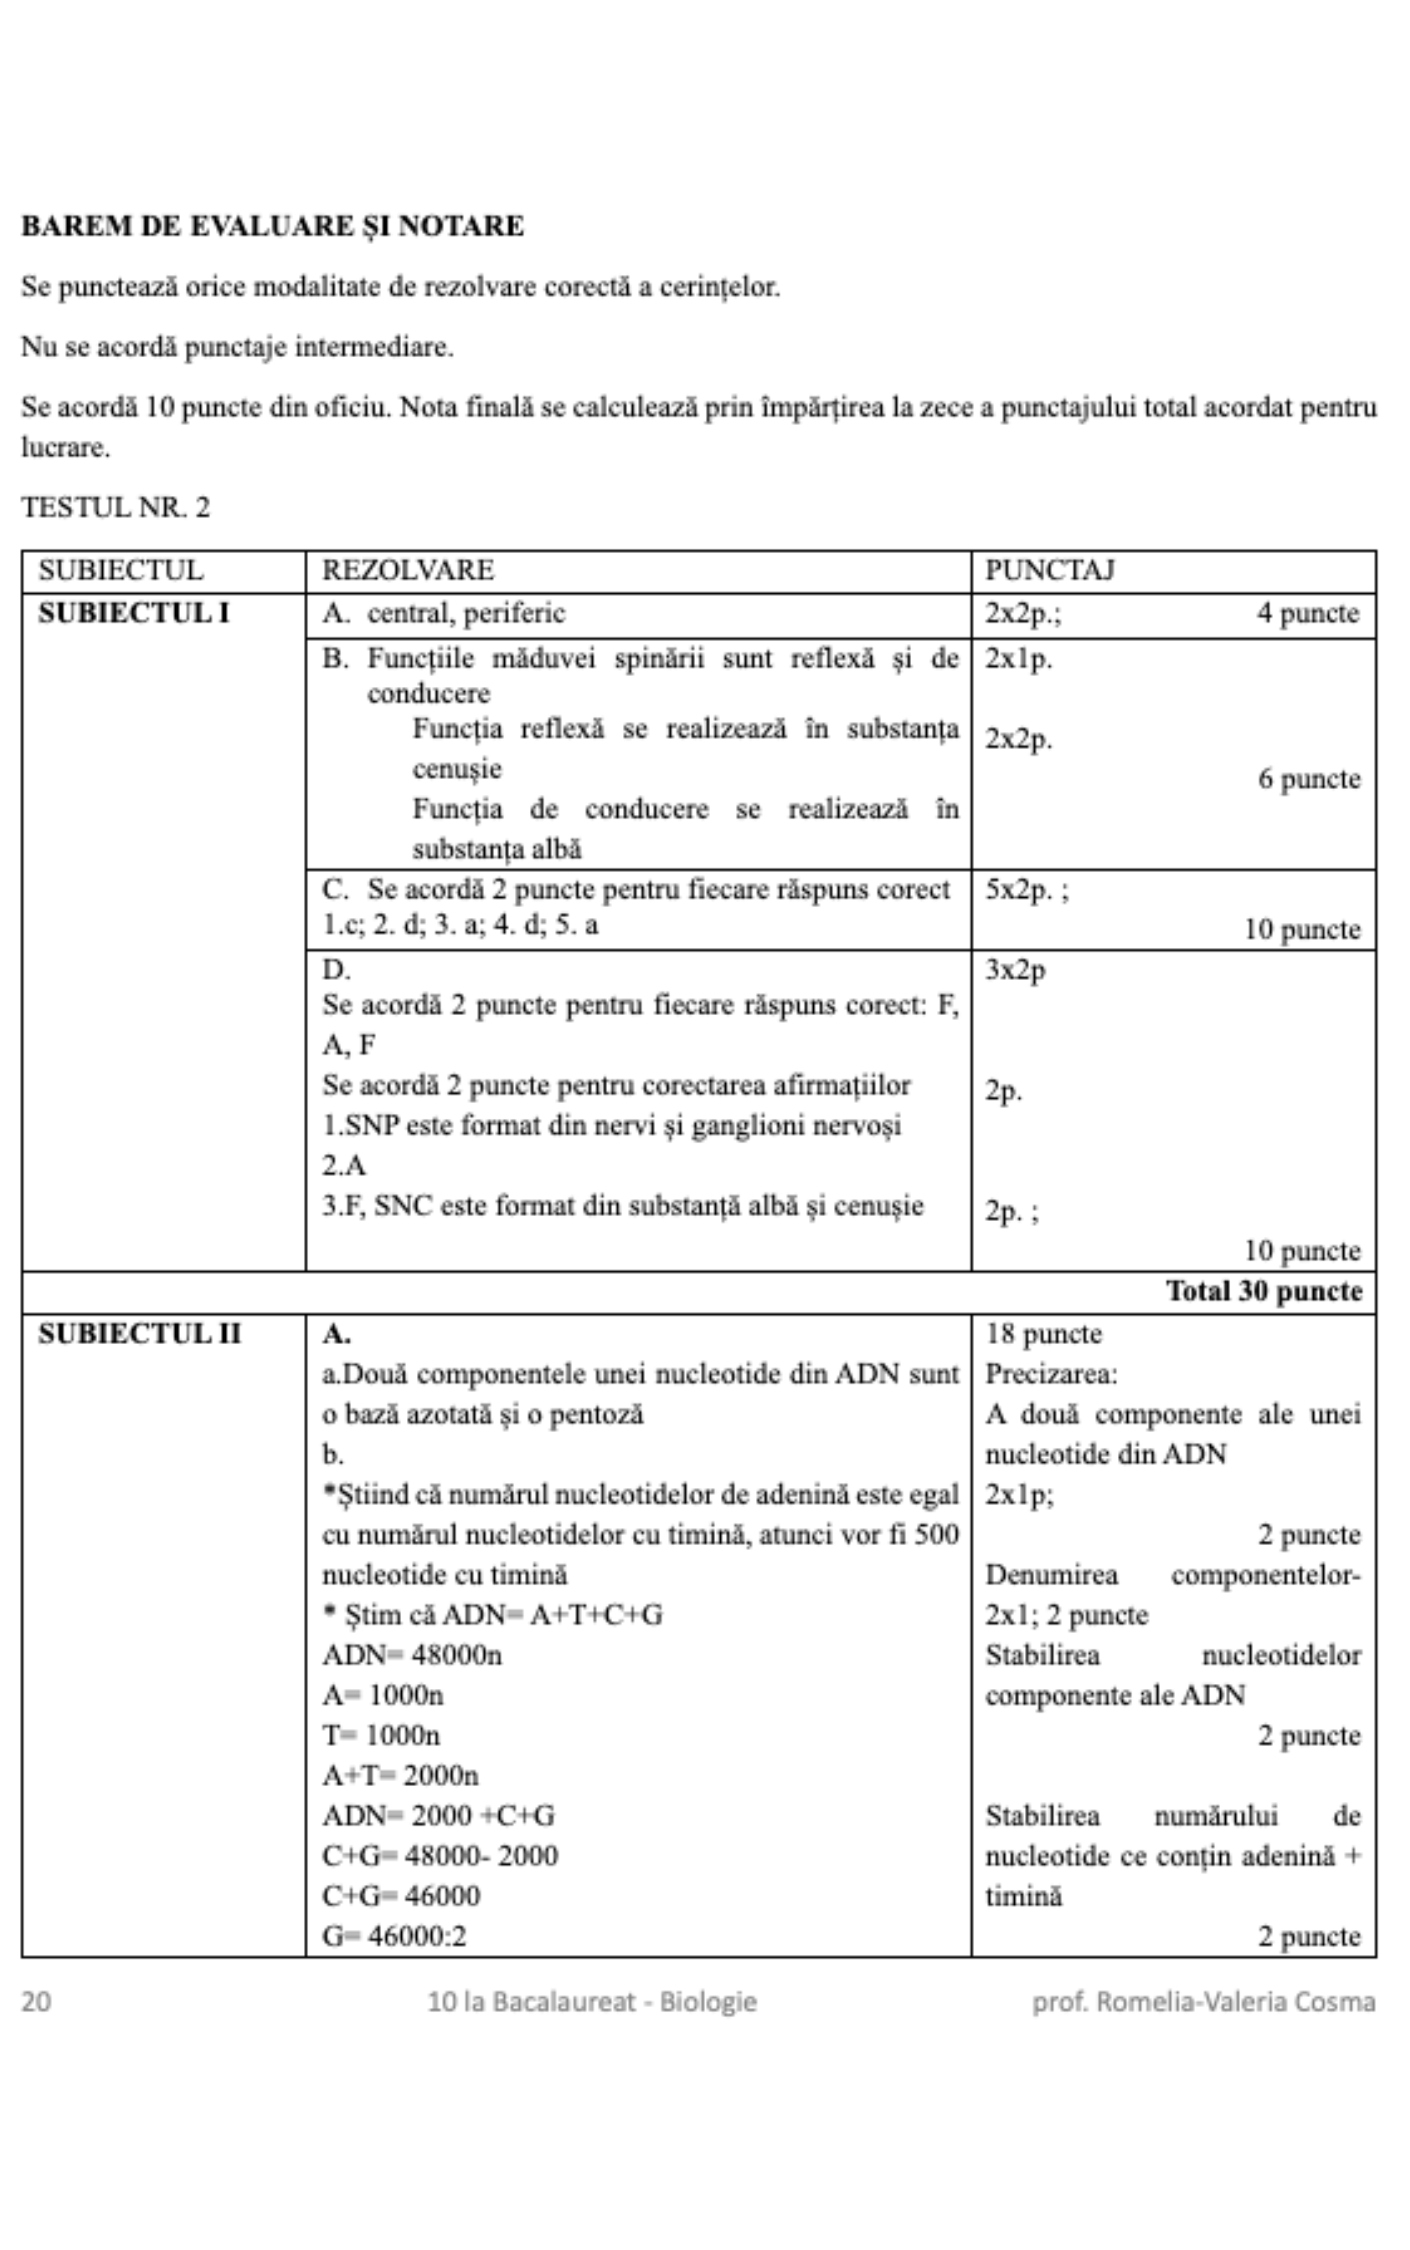 BAREM DE EVALUARE ȘI NOTARE
Se punctează orice modalitate de rezolvare corectă a cerințelor.
Nu se acordă punctaje intermediare.
Se acordă 10 puncte din oficiu. Nota finală se calculează prin împărțirea la zece a punctajului total acordat pentru
lucrare.
TESTUL NR. 2
SUBIECTUL
REZOLVARE
PUNCTAJ
SUBIECTUL I
A. central, periferic
2x2p.; 4 puncte
B. Funcțiile măduvei spinării sunt reflexă și de
conducere
Funcția reflexă se realizează în substanța
cenușie
Funcția de conducere se realizează în
substanța albă
2x1p.
2x2p.
6 puncte
C. Se acordă 2 puncte pentru fiecare răspuns corect
1.c; 2. d; 3. a; 4. d; 5. a
5x2p. ;
10 puncte
D.
Se acordă 2 puncte pentru fiecare răspuns corect: F,
A, F
Se acordă 2 puncte pentru corectarea afirmațiilor
1.SNP este format din nervi și ganglioni nervoși
2.A
3.F, SNC este format din substanță albă și cenușie
3x2p
2p.
2p. ;
10 puncte
Total 30 puncte
SUBIECTUL II
A.
a.Două componentele unei nucleotide din ADN sunt
o bază azotată și o pentoză
b.
*Știind că numărul nucleotidelor de adenină este egal
cu numărul nucleotidelor cu timină, atunci vor fi 500
nucleotide cu timină
* Știm că ADN= A+T+C+G
ADN= 48000n
A= 1000n
T= 1000n
A+T= 2000n
ADN= 2000 +C+G
C+G= 48000- 2000
C+G= 46000
G= 46000:2
18 puncte
Precizarea:
A două componente ale unei
nucleotide din ADN
2x1p;
2 puncte
Denumirea componentelor-
2x1; 2 puncte
Stabilirea nucleotidelor
componente ale ADN
2 puncte
Stabilirea numărului de
nucleotide ce conțin adenină +
timină
2 puncte
20 10 la Bacalaureat - Biologie prof. Romelia-Valeria Cosma